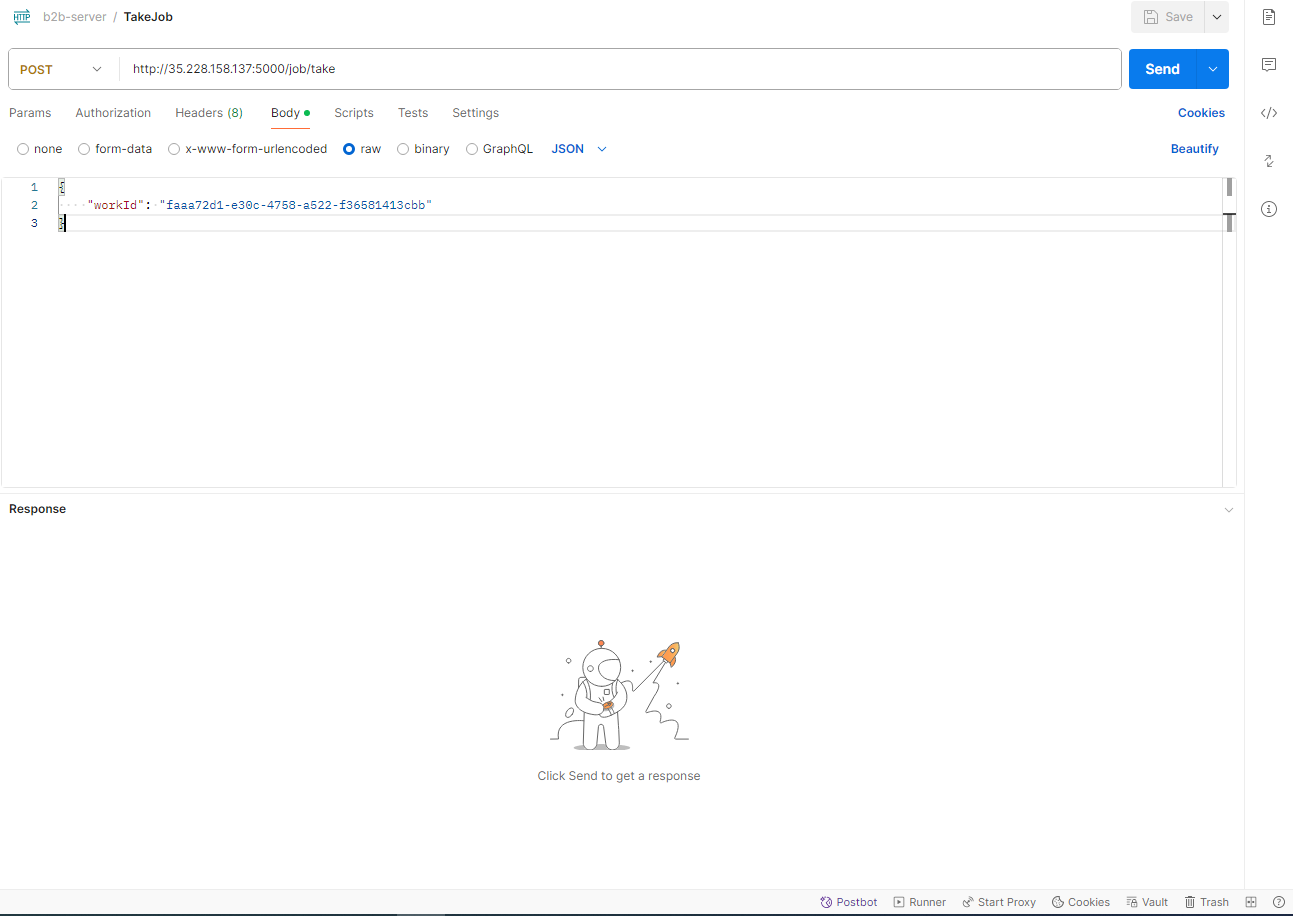 HTTP b2b-server / TakeJob
Save
POST http://35.228.158.137:5000/job/take Send
Params Authorization Headers (8) Body Scripts Tests Settings Cookies
none form-data x-www-form-urlencoded raw binary GraphQL JSON Beautify
1 {
2 "workId": "faaa72d1-e30c-4758-a522-f36581413cbb"
3 }
Response
Click Send to get a response
Postbot Runner Start Proxy Cookies Vault Trash